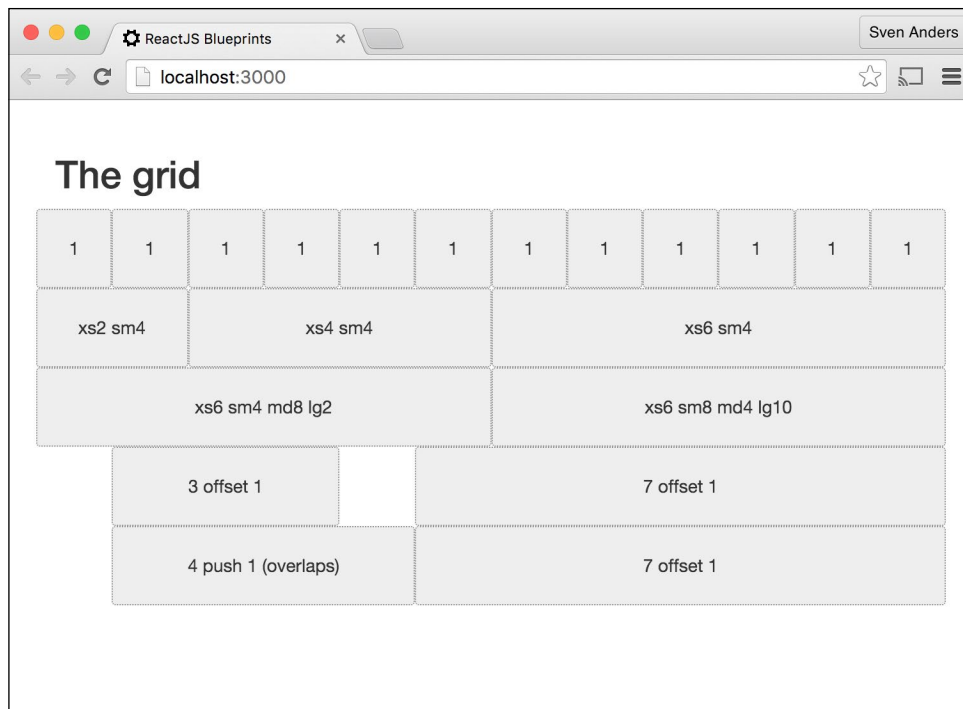 ReactJS Blueprints ×
Sven Anders
localhost:3000
The grid
1 1 1 1 1 1 1 1 1 1 1 1
xs2 sm4 xs4 sm4 xs6 sm4
xs6 sm4 md8 lg2 xs6 sm8 md4 lg10
3 offset 1 7 offset 1
4 push 1 (overlaps) 7 offset 1